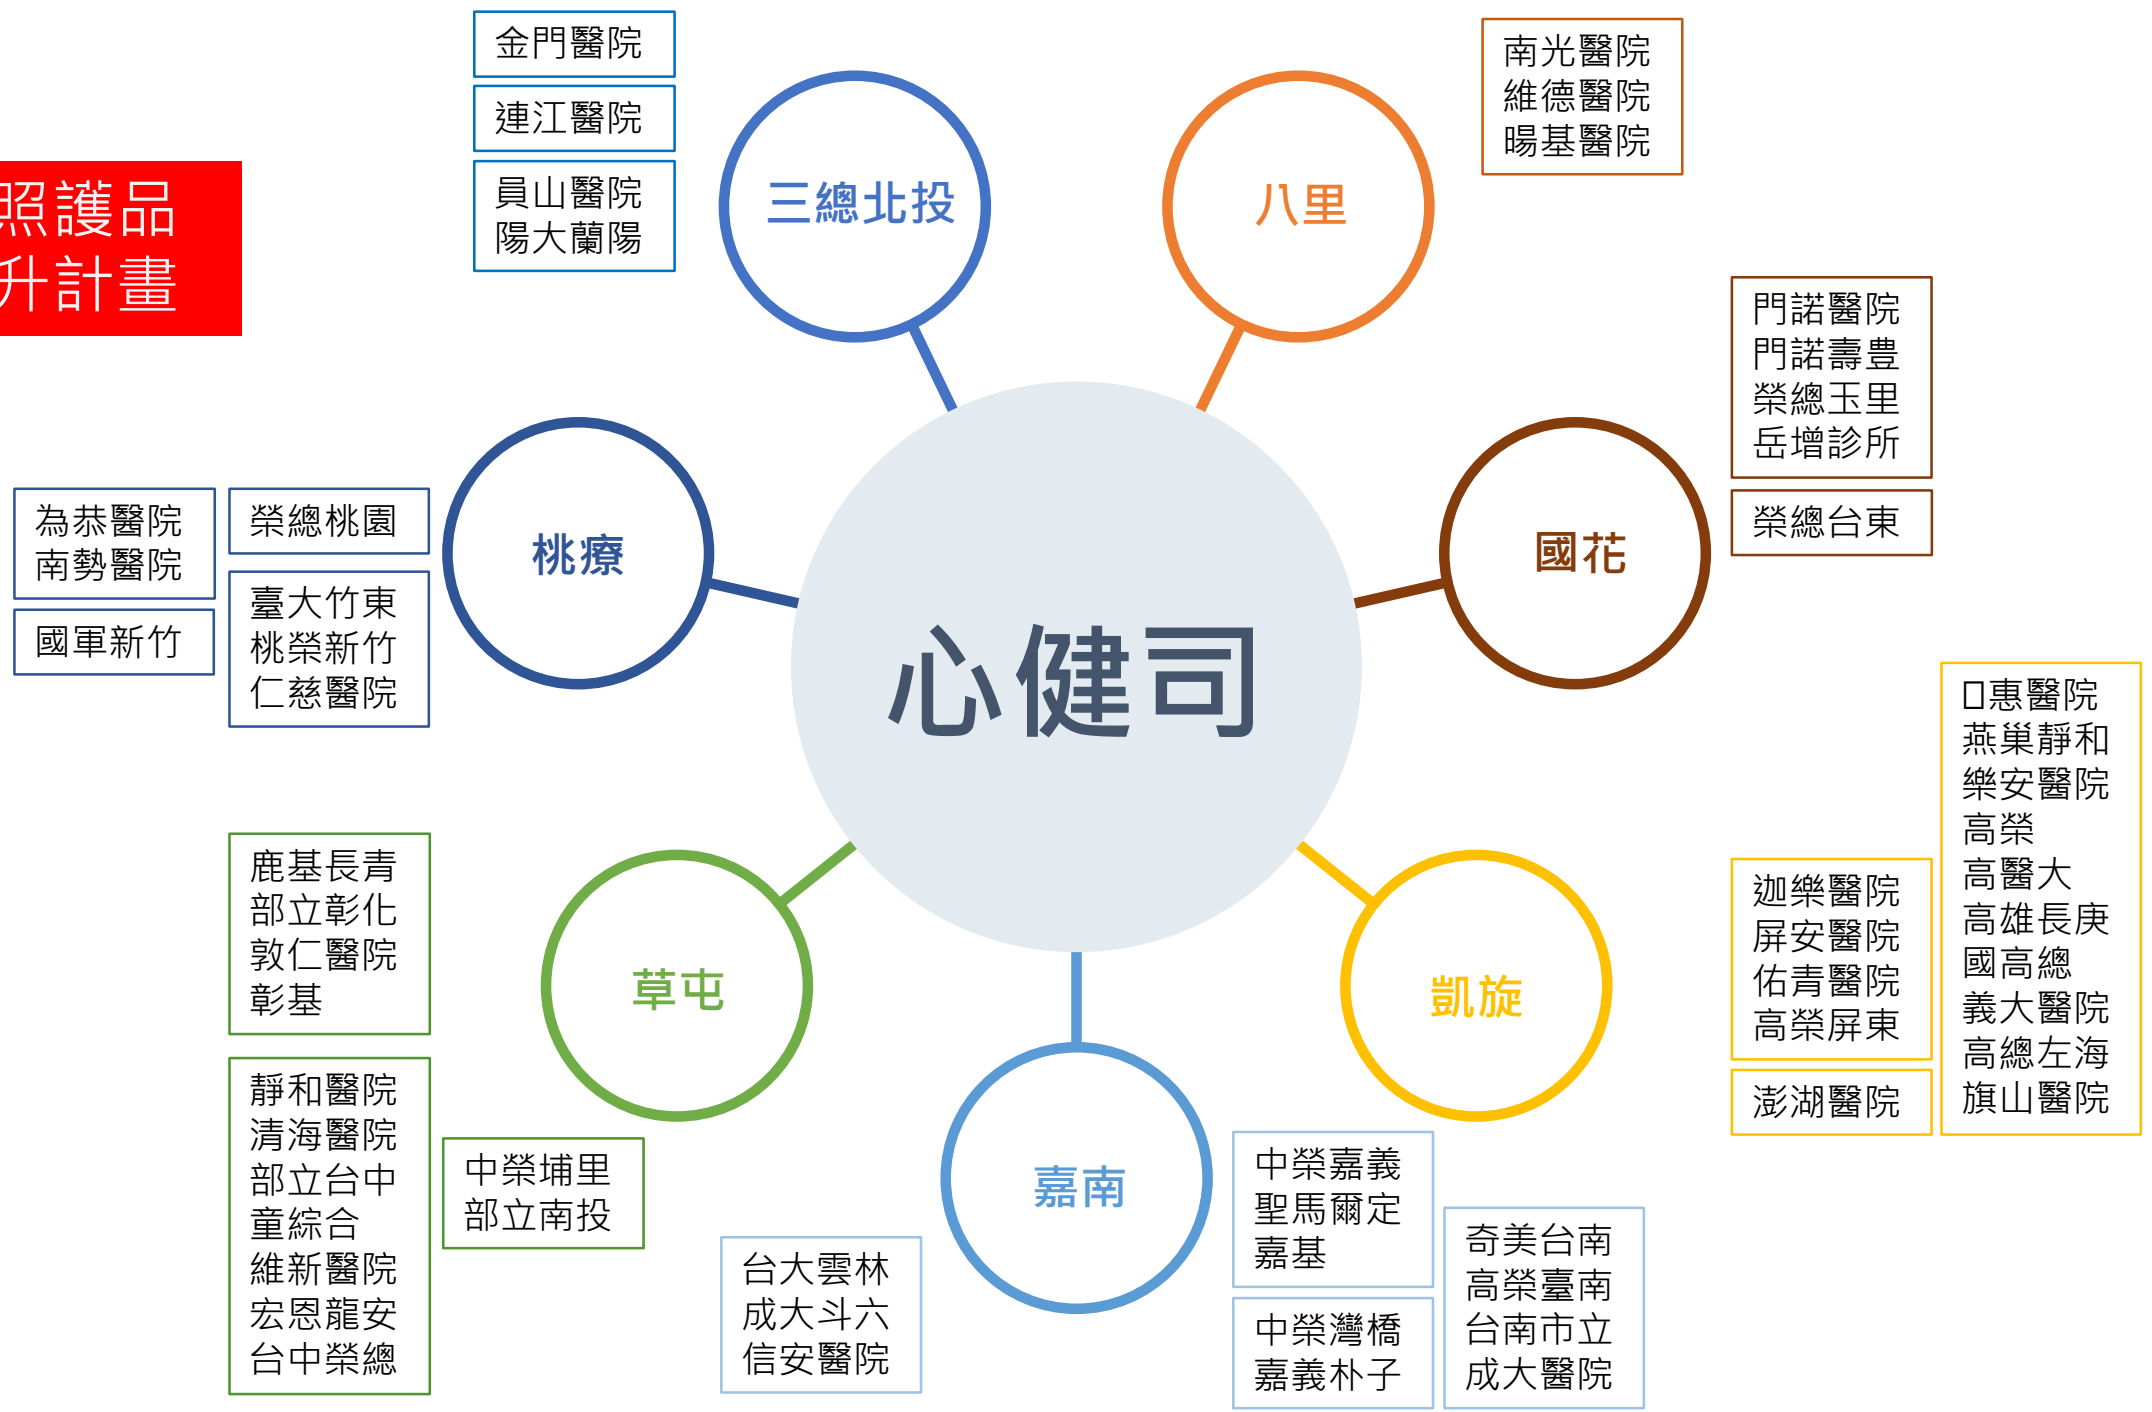 金門醫院
連江醫院
員山醫院
陽大蘭陽
三總北投
八里
南光醫院
維德醫院
暘基醫院
照護品
升計畫
門諾醫院
門諾壽豐
榮總玉里
岳增診所
榮總台東
國花
桃療
為恭醫院
南勢醫院
國軍新竹
榮總桃園
臺大竹東
桃榮新竹
仁慈醫院
心健司
鹿基長青
部立彰化
敦仁醫院
彰基
靜和醫院
清海醫院
部立台中
童綜合
維新醫院
宏恩龍安
台中榮總
中榮埔里
部立南投
草屯
嘉南
台大雲林
成大斗六
信安醫院
中榮嘉義
聖馬爾定
嘉基
中榮灣橋
嘉義朴子
奇美台南
高榮臺南
台南市立
成大醫院
凱旋
迦樂醫院
屏安醫院
佑青醫院
高榮屏東
澎湖醫院
惠醫院
燕巢靜和
樂安醫院
高榮
高醫大
高雄長庚
國高總
義大醫院
高總左海
旗山醫院